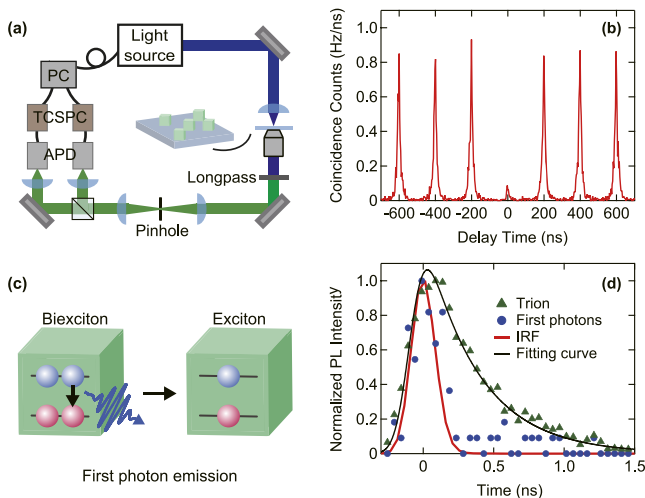 (a)
Light
source
PC
TCSPC
APD
Longpass
Pinhole
(b)
Coincidence Counts (Hz/ns)
1.0
0.8
0.6
0.4
0.2
0
-600 -400 -200 0 200 400 600
Delay Time (ns)
(c)
Biexciton
Exciton
First photon emission
(d)
Normalized PL Intensity
1.0
0.8
0.6
0.4
0.2
0
Trion
First photons
IRF
Fitting curve
0 0.5 1.0 1.5
Time (ns)